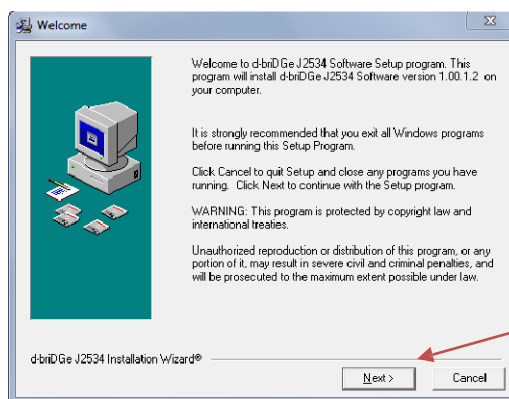 Welcome
Welcome to d-briDGe J2534 Software Setup program. This
program will install d-briDGe J2534 Software version 1.00.1.2 on
your computer.
It is strongly recommended that you exit all Windows programs
before running this Setup Program.
Click Cancel to quit Setup and close any programs you have
running. Click Next to continue with the Setup program.
WARNING: This program is protected by copyright law and
international treaties.
Unauthorized reproduction or distribution of this program, or any
portion of it, may result in severe civil and criminal penalties, and
will be prosecuted to the maximum extent possible under law.
d-briDGe J2534 Installation Wizard®
Next >
Cancel